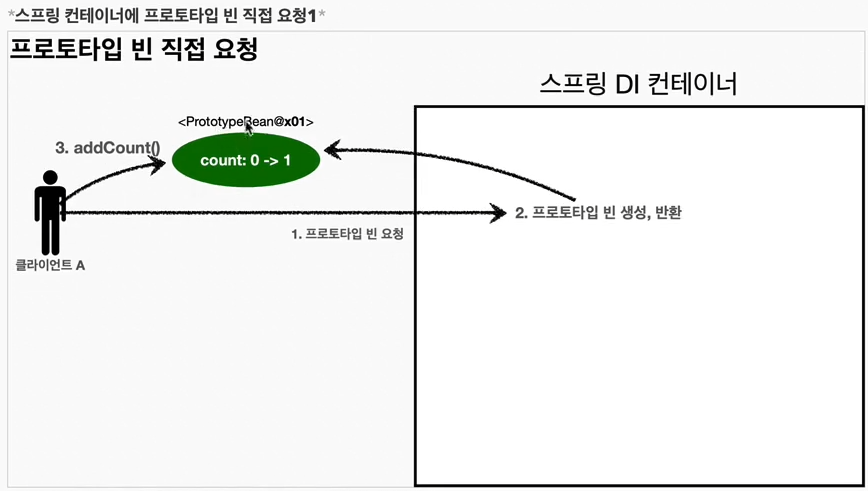 *스프링 컨테이너에 프로토타입 빈 직접 요청1*
프로토타입 빈 직접 요청
스프링 DI 컨테이너
<PrototypeBean@x01>
3. addCount()
count: 0 -> 1
2. 프로토타입 빈 생성, 반환
1. 프로토타입 빈 요청
클라이언트 A